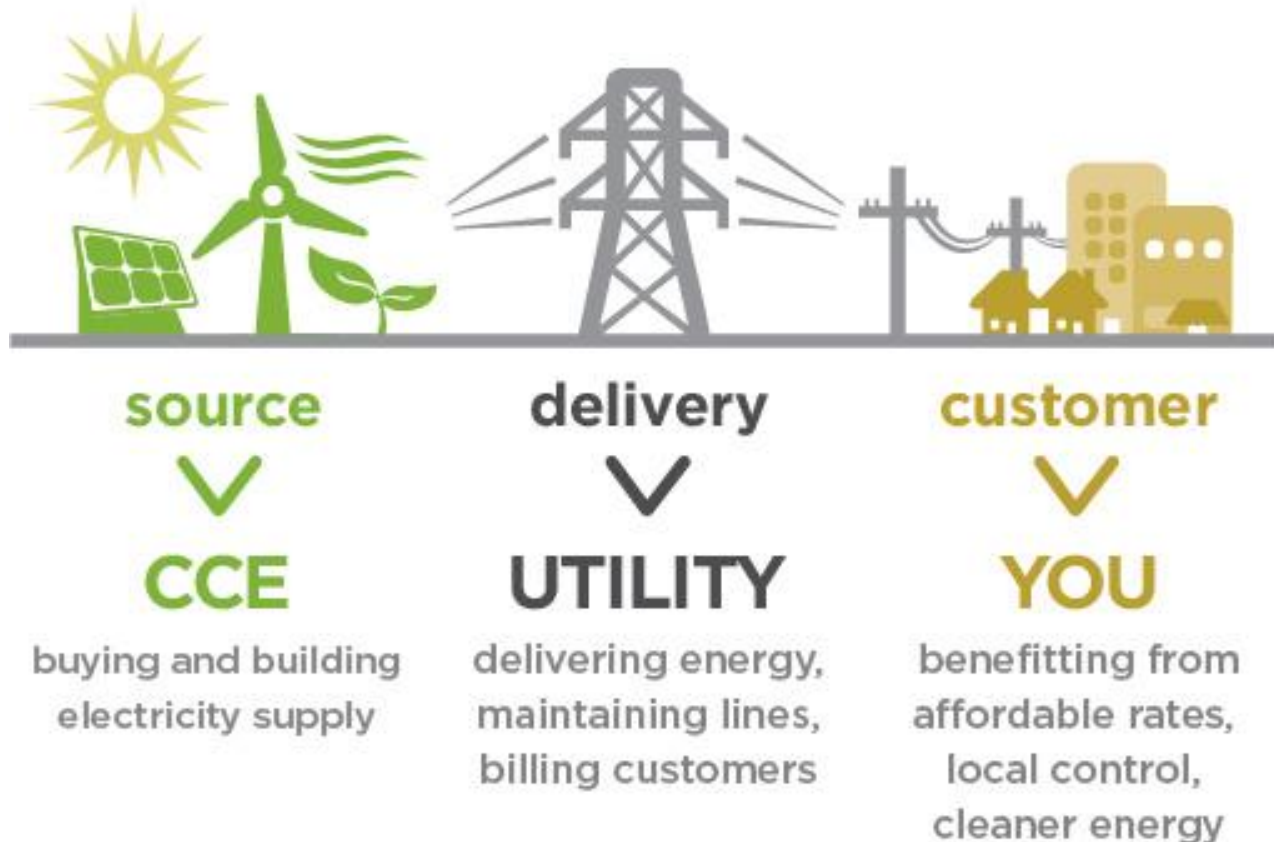 source
CCE
buying and building
electricity supply
delivery
UTILITY
delivering energy,
maintaining lines,
billing customers
customer
YOU
benefitting from
affordable rates,
local control,
cleaner energy